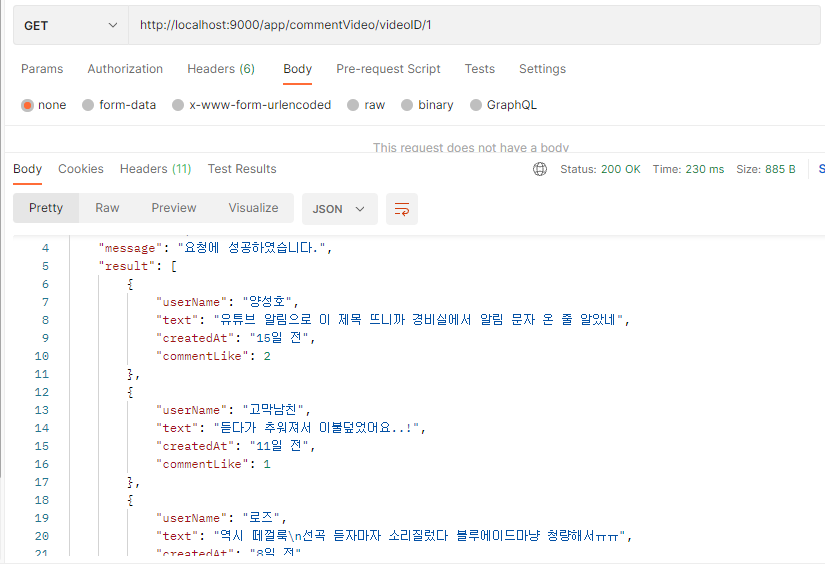 GET http://localhost:9000/app/commentVideo/videoID/1
Params Authorization Headers (6) Body Pre-request Script Tests Settings
none form-data x-www-form-urlencoded raw binary GraphQL
This request does not have a body
Body Cookies Headers (11) Test Results Status: 200 OK Time: 230 ms Size: 885 B S
Pretty Raw Preview Visualize JSON
4 "message": "요청에 성공하였습니다.",
5 "result": [
6 {
7 "userName": "양성호",
8 "text": "유튜브 알림으로 이 제목 뜨니까 경비실에서 알림 문자 온 줄 알았네",
9 "createdAt": "15일 전",
10 "commentLike": 2
11 },
12 {
13 "userName": "고막남친",
14 "text": "듣다가 추워져서 이불덮었어요..!",
15 "createdAt": "11일 전",
16 "commentLike": 1
17 },
18 {
19 "userName": "로즈",
20 "text": "역시 떼껄룩\n선곡 듣자마자 소리질렀다 블루에이드마냥 청량해서ㅠㅠ",
21 "createdAt": "8일 전"